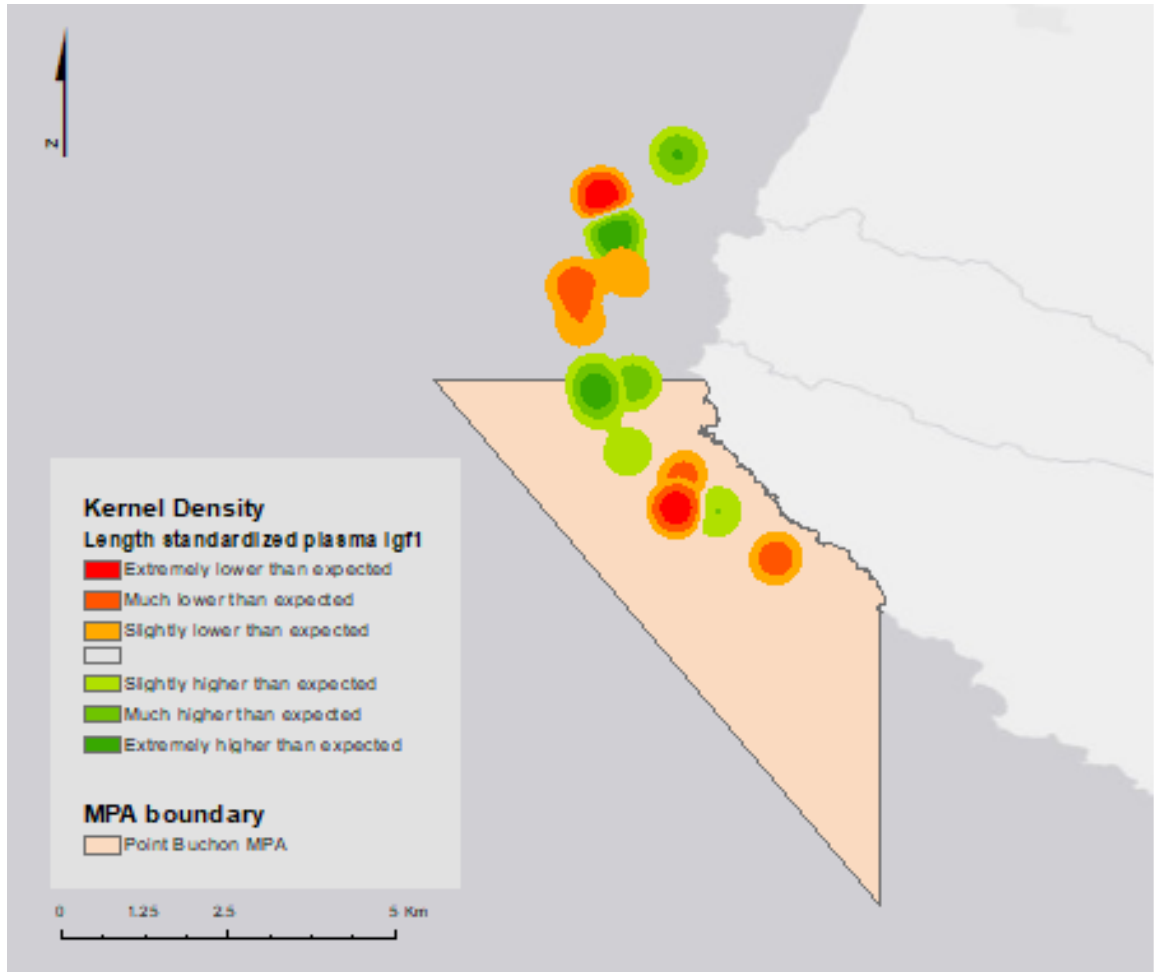 N
Kernel Density
Length standardized plasma Igf1
Extremely lower than expected
Much lower than expected
Slightly lower than expected
Slightly higher than expected
Much higher than expected
Extremely higher than expected
MPA boundary
Point Buchon MPA
0 1.25 2.5 5 Km